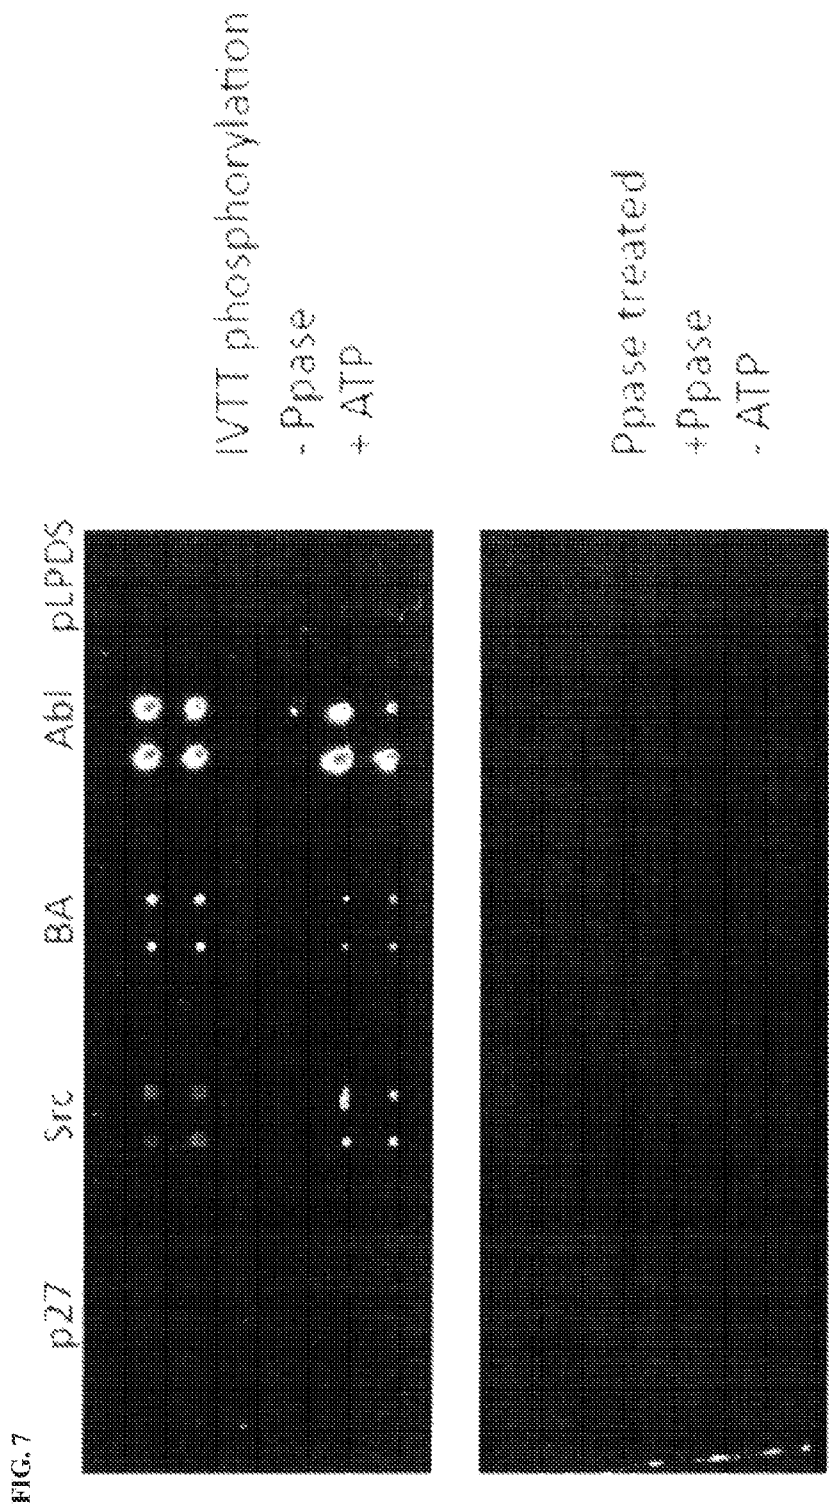 FIG. 7
p27 Src BA Abl pLPDS
IVTT phosphorylation
- Ppase
+ ATP
Ppase treated
+Ppase
- ATP